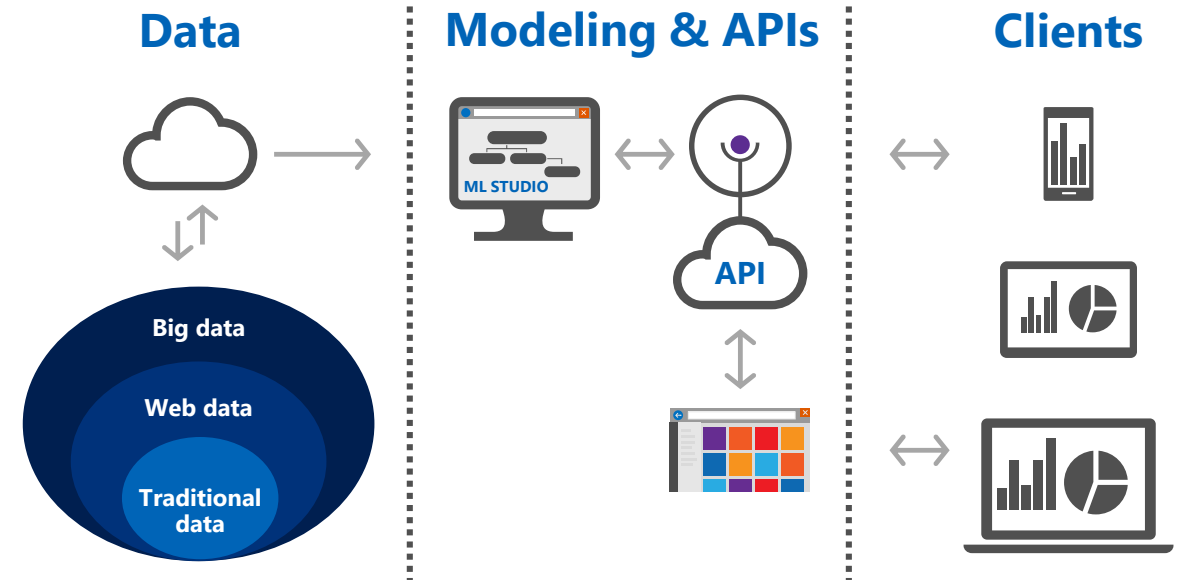 Data
Modeling & APIs
Clients
ML STUDIO
API
Big data
Web data
Traditional
data